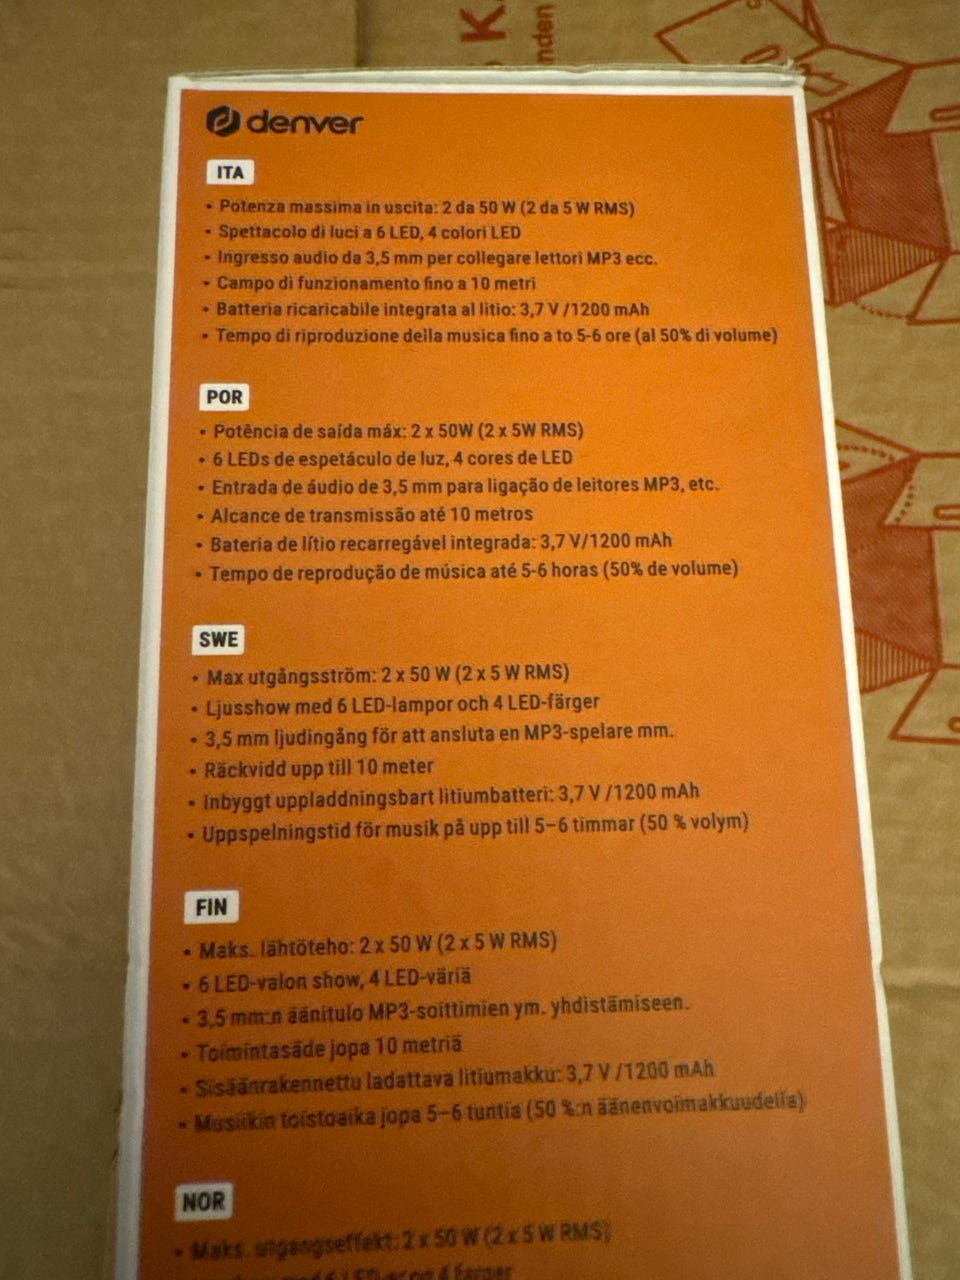 K
nden
denver
ITA
• Potenza massima in uscita: 2 da 50 W (2 da 5 W RMS)
• Spettacolo di luci a 6 LED, 4 colori LED
• Ingresso audio da 3,5 mm per collegare lettori MP3 ecc.
• Campo di funzionamento fino a 10 metri
• Batteria ricaricabile integrata al litio: 3,7 V /1200 mAh
• Tempo di riproduzione della musica fino a to 5-6 ore (al 50% di volume)
POR
• Potência de saída máx: 2 x 50W (2 x 5W RMS)
• 6 LEDs de espetáculo de luz, 4 cores de LED
• Entrada de áudio de 3,5 mm para ligação de leitores MP3, etc.
• Alcance de transmissão até 10 metros
• Bateria de lítio recarregável integrada: 3,7 V/1200 mAh
• Tempo de reprodução de música até 5-6 horas (50% de volume)
SWE
• Max utgångsström: 2 x 50 W (2 x 5 W RMS)
• Ljusshow med 6 LED-lampor och 4 LED-färger
• 3,5 mm ljudingång för att ansluta en MP3-spelare mm.
• Räckvidd upp till 10 meter
• Inbyggt uppladdningsbart litiumbatteri: 3,7 V /1200 mAh
• Uppspelningstid för musik på upp till 5–6 timmar (50 % volym)
FIN
• Maks. lähtöteho: 2 x 50 W (2 x 5 W RMS)
• 6 LED-valon show, 4 LED-väriä
• 3,5 mm:n äänitulo MP3-soittimien ym. yhdistämiseen.
• Toimintasäde jopa 10 metriä
• Sisäänrakennettu ladattava litiumakku: 3,7 V /1200 mAh
• Musiikin toistoaika jopa 5–6 tuntia (50 %:n äänenvoimakkuudella)
NOR
• Maks. utgangseffekt: 2 x 50 W (2 x 5 W RMS)
med 6 LED-er og 4 farger